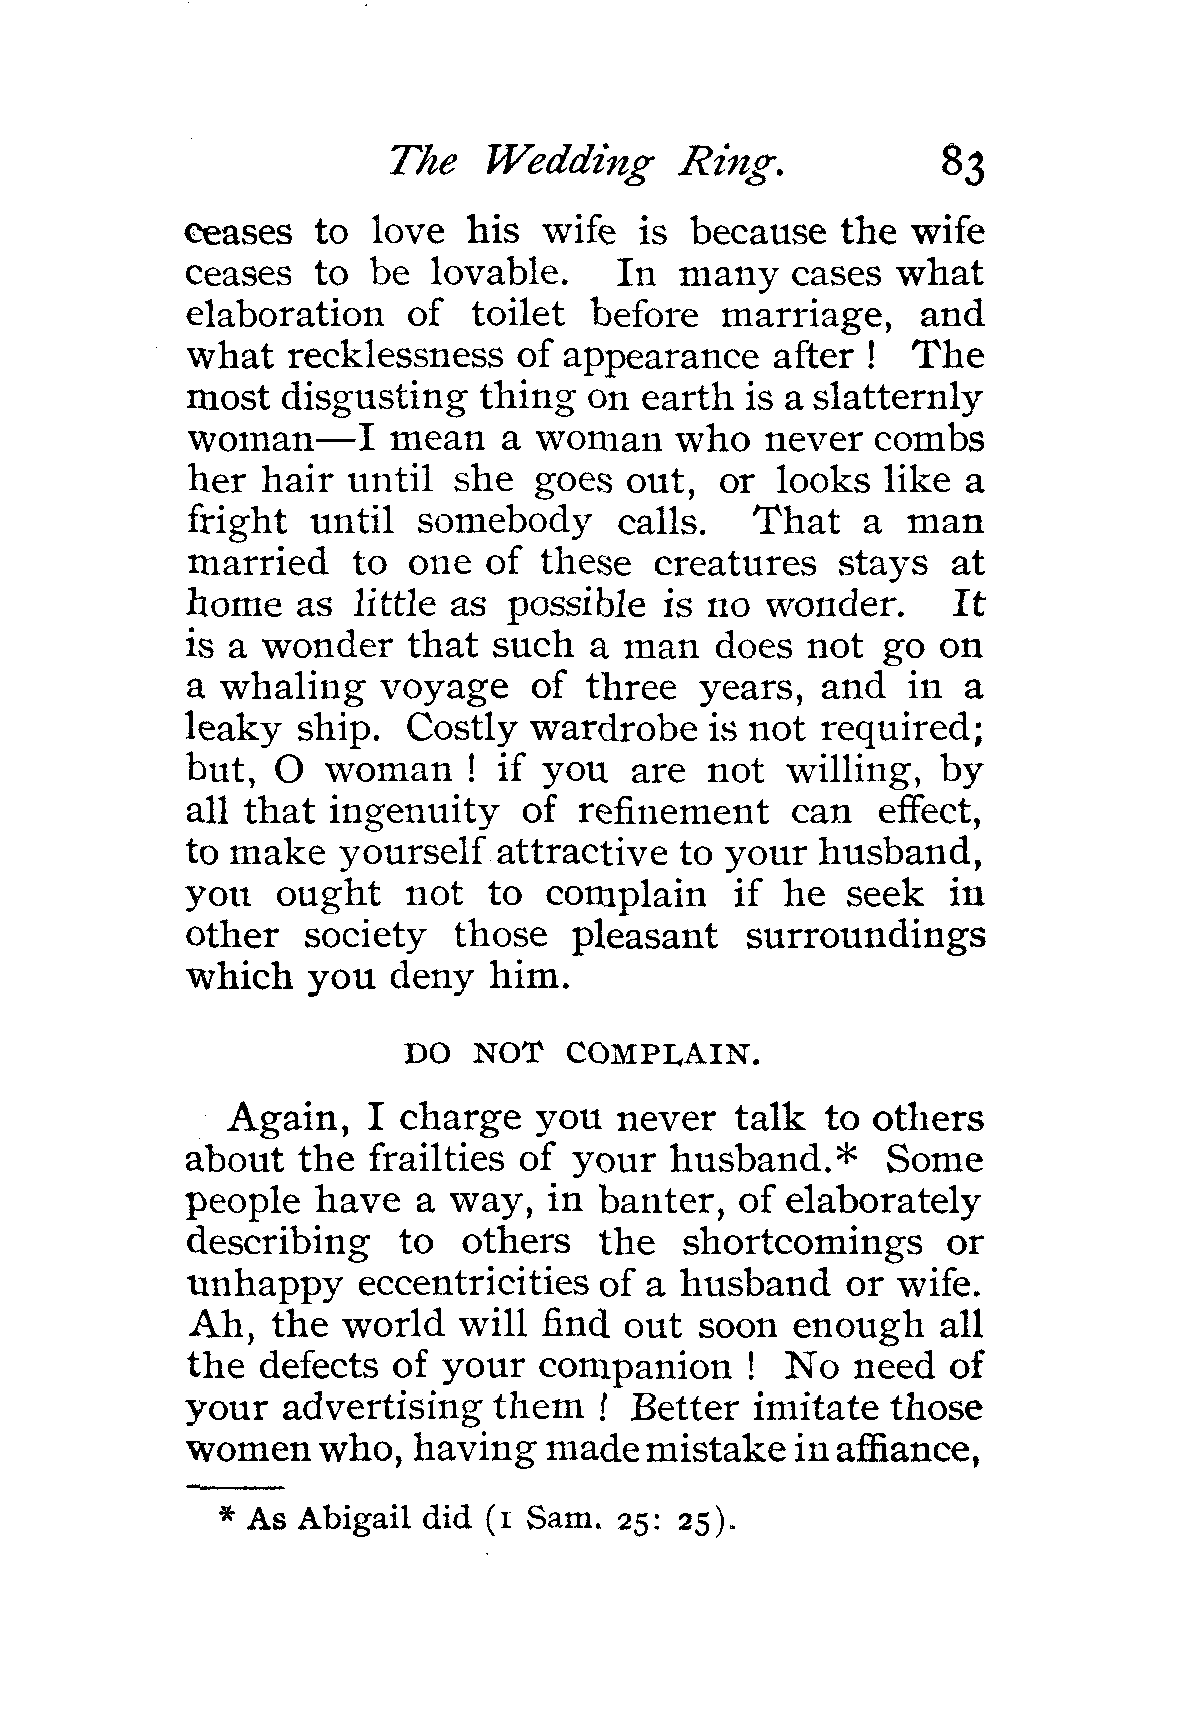 The Wedding Ring. 83
ceases to love his wife is because the wife
ceases to be lovable. In many cases what
elaboration of toilet before marriage, and
what recklessness of appearance after ! The
most disgusting thing on earth is a slatternly
woman—I mean a woman who never combs
her hair until she goes out, or looks like a
fright until somebody calls. That a man
married to one of these creatures stays at
home as little as possible is no wonder. It
is a wonder that such a man does not go on
a whaling voyage of three years, and in a
leaky ship. Costly wardrobe is not required;
but, O woman ! if you are not willing, by
all that ingenuity of refinement can effect,
to make yourself attractive to your husband,
you ought not to complain if he seek in
other society those pleasant surroundings
which you deny him.
DO NOT COMPLAIN.
Again, I charge you never talk to others
about the frailties of your husband.* Some
people have a way, in banter, of elaborately
describing to others the shortcomings or
unhappy eccentricities of a husband or wife.
Ah, the world will find out soon enough all
the defects of your companion ! No need of
your advertising them ! Better imitate those
women who, having made mistake in affiance,
* As Abigail did (1 Sam. 25: 25).